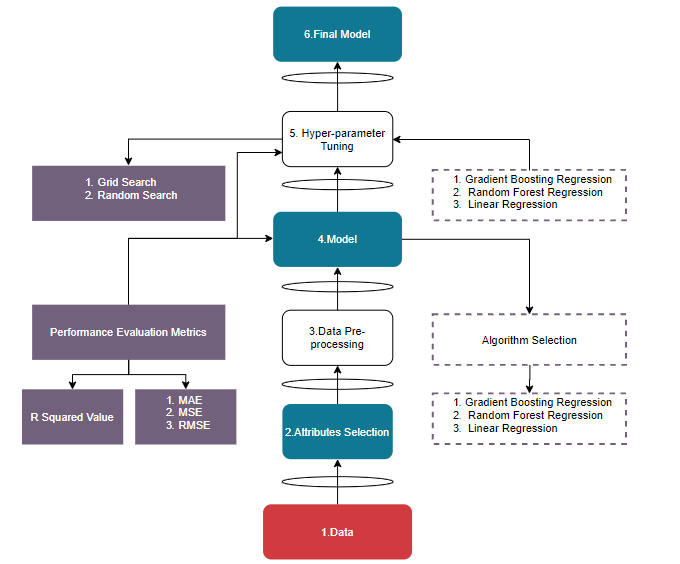 6.Final Model
5. Hyper-parameter
Tuning
1. Grid Search
2. Random Search
1. Gradient Boosting Regression
2. Random Forest Regression
3. Linear Regression
4.Model
Performance Evaluation Metrics
3.Data Pre-
processing
Algorithm Selection
R Squared Value
1. MAE
2. MSE
3. RMSE
2.Attributes Selection
1. Gradient Boosting Regression
2. Random Forest Regression
3. Linear Regression
1.Data